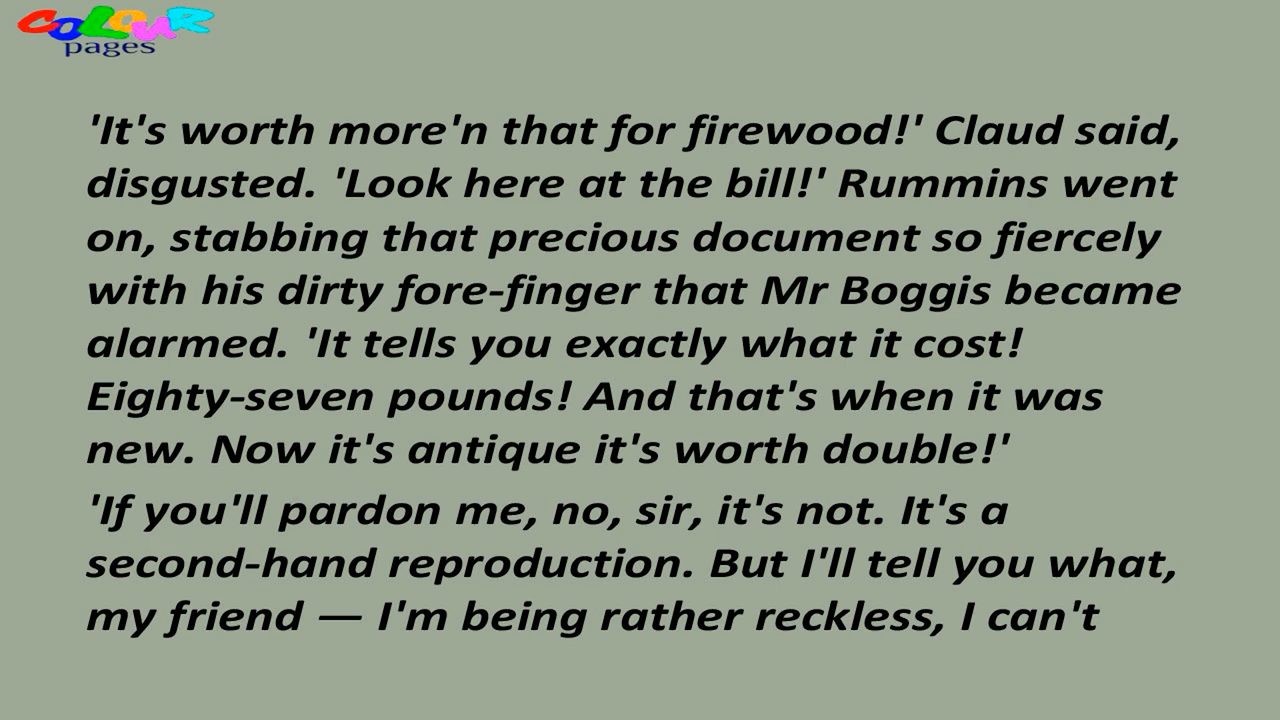 COLOUR
pages
'It's worth more'n that for firewood!' Claud said,
disgusted. 'Look here at the bill!' Rummins went
on, stabbing that precious document so fiercely
with his dirty fore-finger that Mr Boggis became
alarmed. 'It tells you exactly what it cost!
Eighty-seven pounds! And that's when it was
new. Now it's antique it's worth double!'
'If you'll pardon me, no, sir, it's not. It's a
second-hand reproduction. But I'll tell you what,
my friend — I'm being rather reckless, I can't